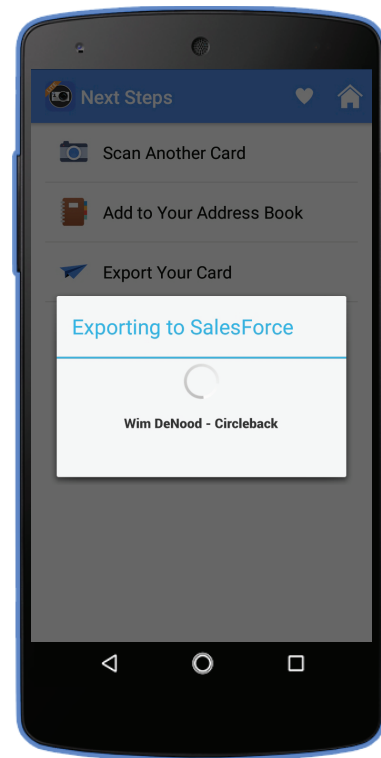 Next Steps
Scan Another Card
Add to Your Address Book
Export Your Card
Exporting to SalesForce
Wim DeNood - Circleback